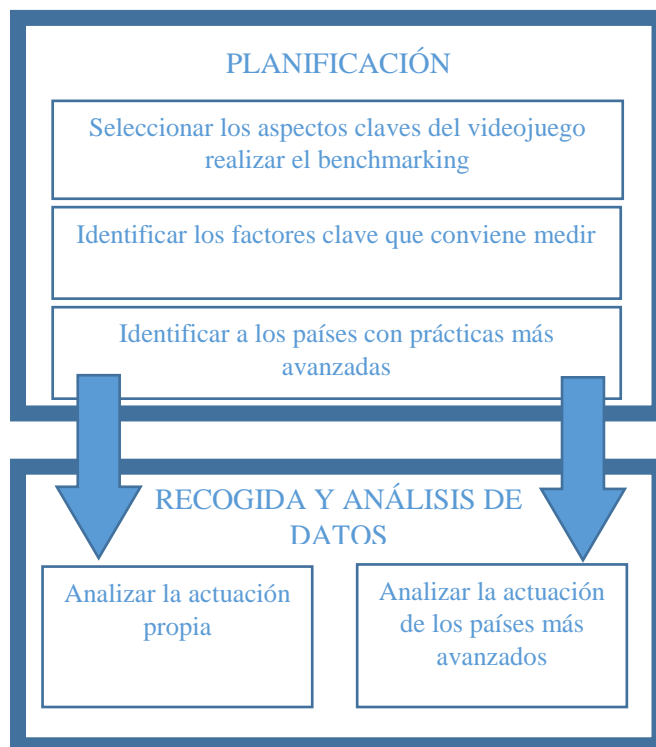 PLANIFICACIÓN
Seleccionar los aspectos claves del videojuego
realizar el benchmarking
Identificar los factores clave que conviene medir
Identificar a los países con prácticas más
avanzadas
RECOGIDA Y ANÁLISIS DE
DATOS
Analizar la actuación
propia
Analizar la actuación
de los países más
avanzados